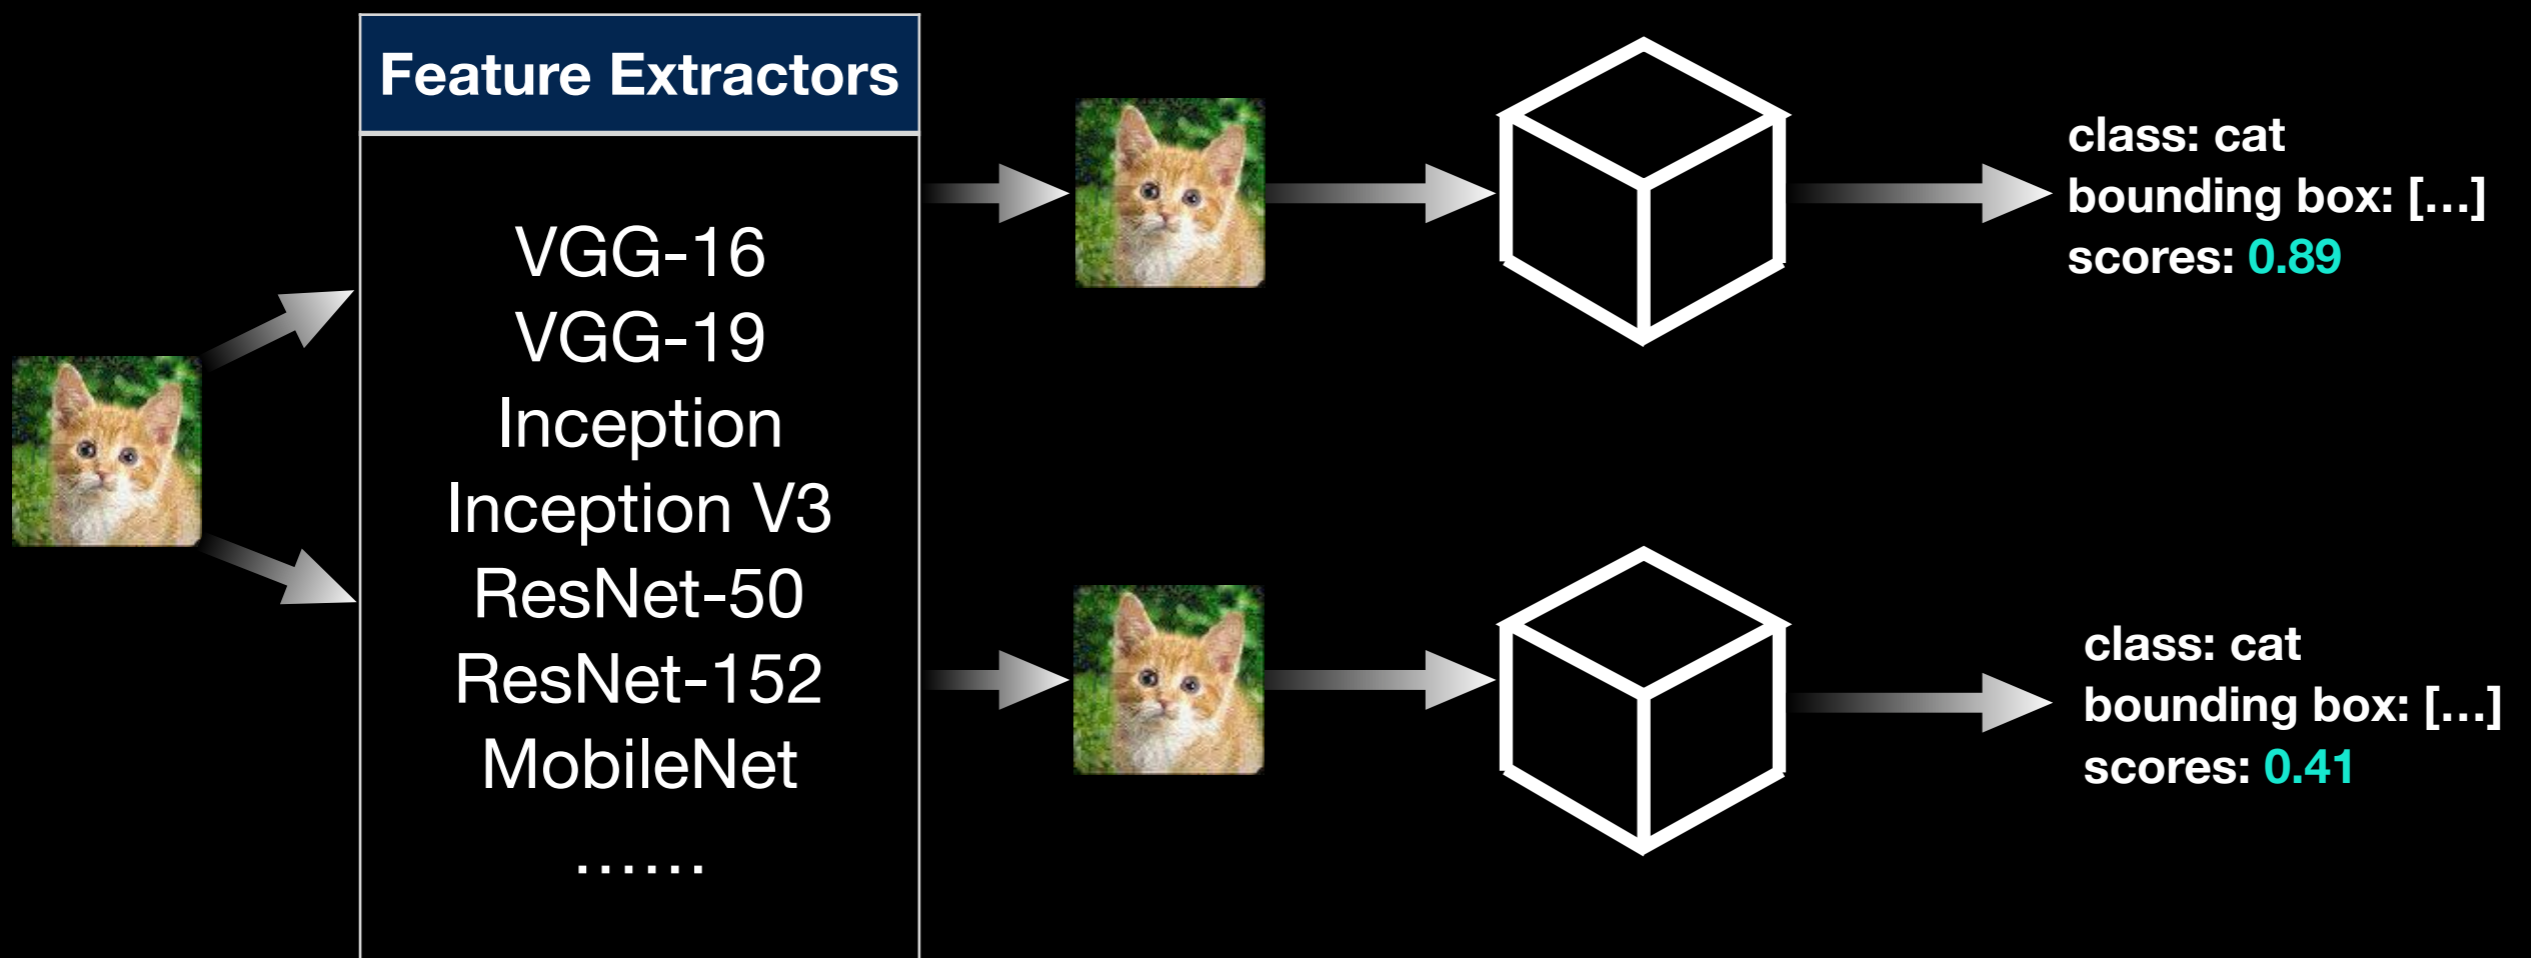 Feature Extractors
VGG-16
VGG-19
Inception
Inception V3
ResNet-50
ResNet-152
MobileNet
......
class: cat
bounding box: [...]
scores: 0.89
class: cat
bounding box: [...]
scores: 0.41